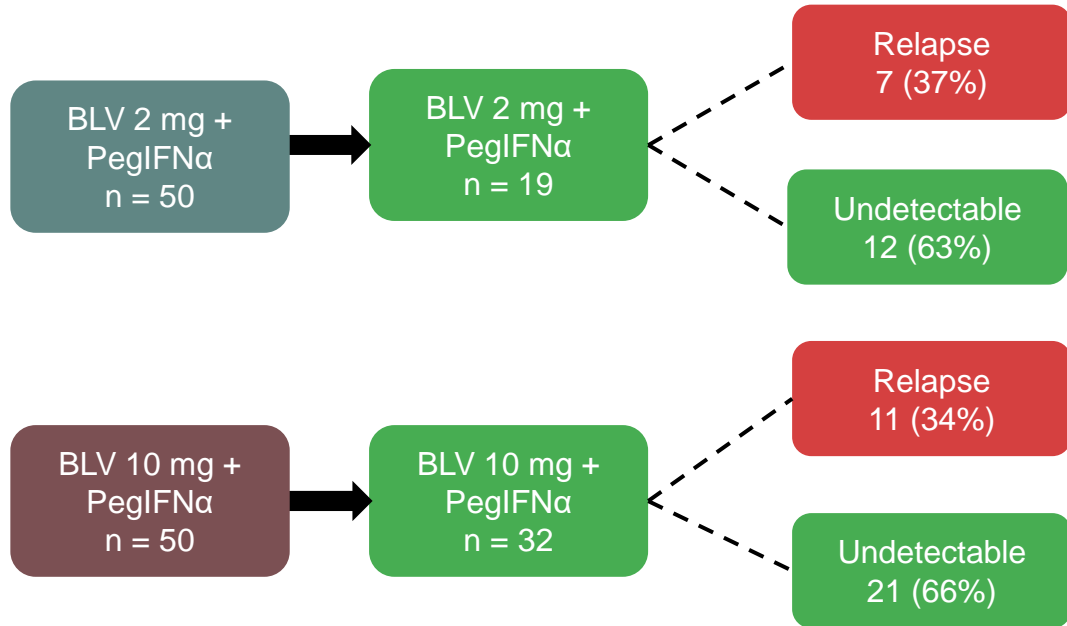 BLV 2 mg +
PegIFNα
n = 50
BLV 2 mg +
PegIFNα
n = 19
Relapse
7 (37%)
Undetectable
12 (63%)
BLV 10 mg +
PegIFNα
n = 50
BLV 10 mg +
PegIFNα
n = 32
Relapse
11 (34%)
Undetectable
21 (66%)